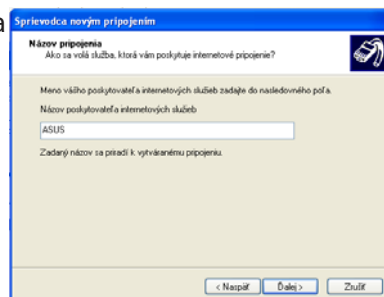 a
Sprievodca novým pripojením
Názov pripojenia
Ako sa volá služba, ktorá vám poskytuje internetové pripojenie?
Meno vášho poskytovateľa internetových služieb zadajte do nasledovného poľa.
Názov poskytovateľa internetových služieb
ASUS
Zadaný názov sa priradí k vytváranému pripojeniu.
< Naspäť Ďalej > Zrušiť